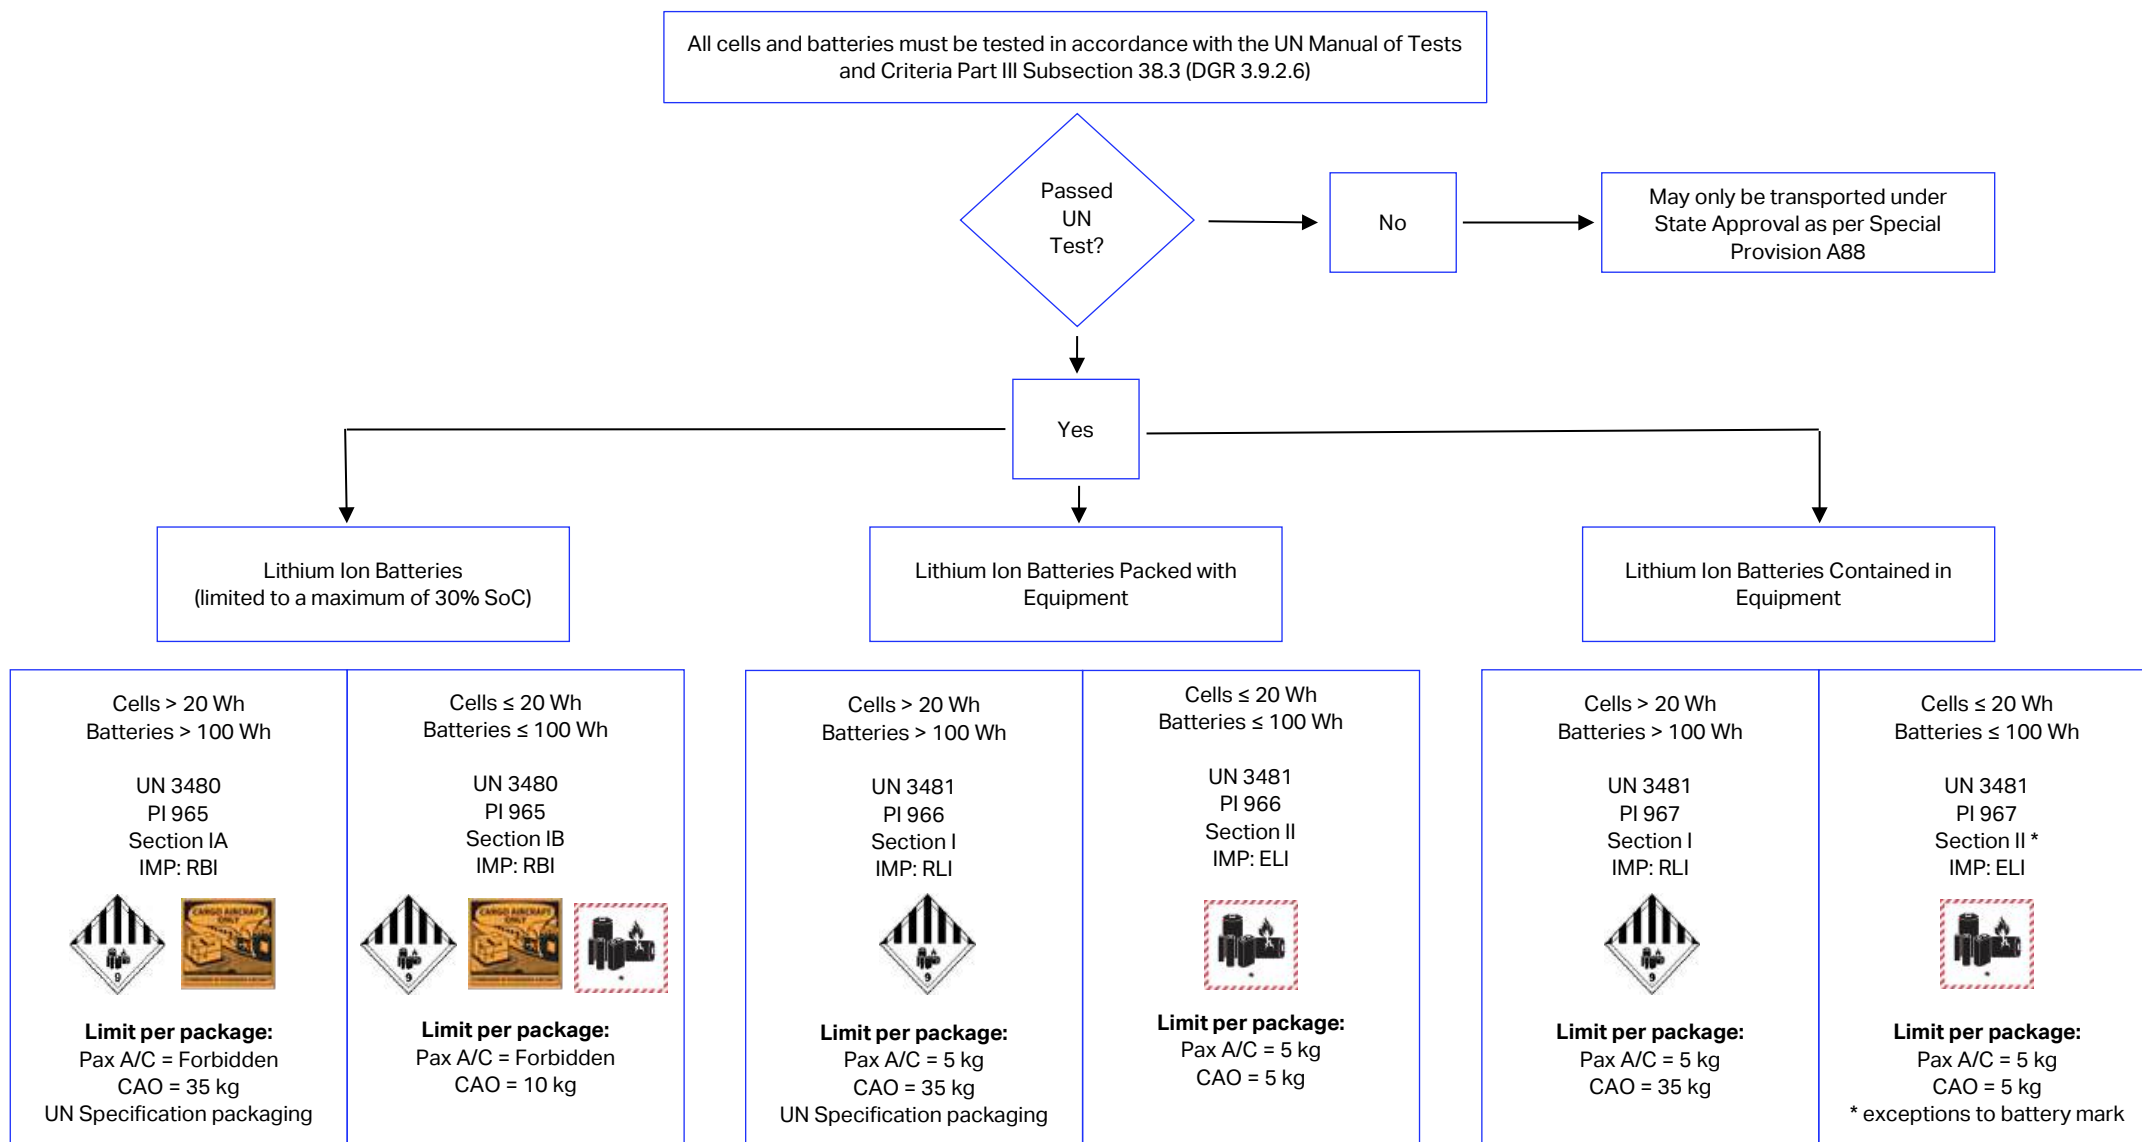 All cells and batteries must be tested in accordance with the UN Manual of Tests
and Criteria Part III Subsection 38.3 (DGR 3.9.2.6)
Passed
UN
Test?
No
May only be transported under
State Approval as per Special
Provision A88
Yes
Lithium Ion Batteries
(limited to a maximum of 30% SoC)
Lithium Ion Batteries Packed with
Equipment
Lithium Ion Batteries Contained in
Equipment
Cells > 20 Wh
Batteries > 100 Wh
UN 3480
PI 965
Section IA
IMP: RBI
9
CARGO AIRCRAFT
ONLY
Limit per package:
Pax A/C = Forbidden
CAO = 35 kg
UN Specification packaging
Cells ≤ 20 Wh
Batteries ≤ 100 Wh
UN 3480
PI 965
Section IB
IMP: RBI
9
CARGO AIRCRAFT
ONLY
*
Limit per package:
Pax A/C = Forbidden
CAO = 10 kg
Cells > 20 Wh
Batteries > 100 Wh
UN 3481
PI 966
Section I
IMP: RLI
9
Limit per package:
Pax A/C = 5 kg
CAO = 35 kg
UN Specification packaging
Cells ≤ 20 Wh
Batteries ≤ 100 Wh
UN 3481
PI 966
Section II
IMP: ELI
*
Limit per package:
Pax A/C = 5 kg
CAO = 5 kg
Cells > 20 Wh
Batteries > 100 Wh
UN 3481
PI 967
Section I
IMP: RLI
9
Limit per package:
Pax A/C = 5 kg
CAO = 35 kg
Cells ≤ 20 Wh
Batteries ≤ 100 Wh
UN 3481
PI 967
Section II *
IMP: ELI
*
Limit per package:
Pax A/C = 5 kg
CAO = 5 kg
* exceptions to battery mark